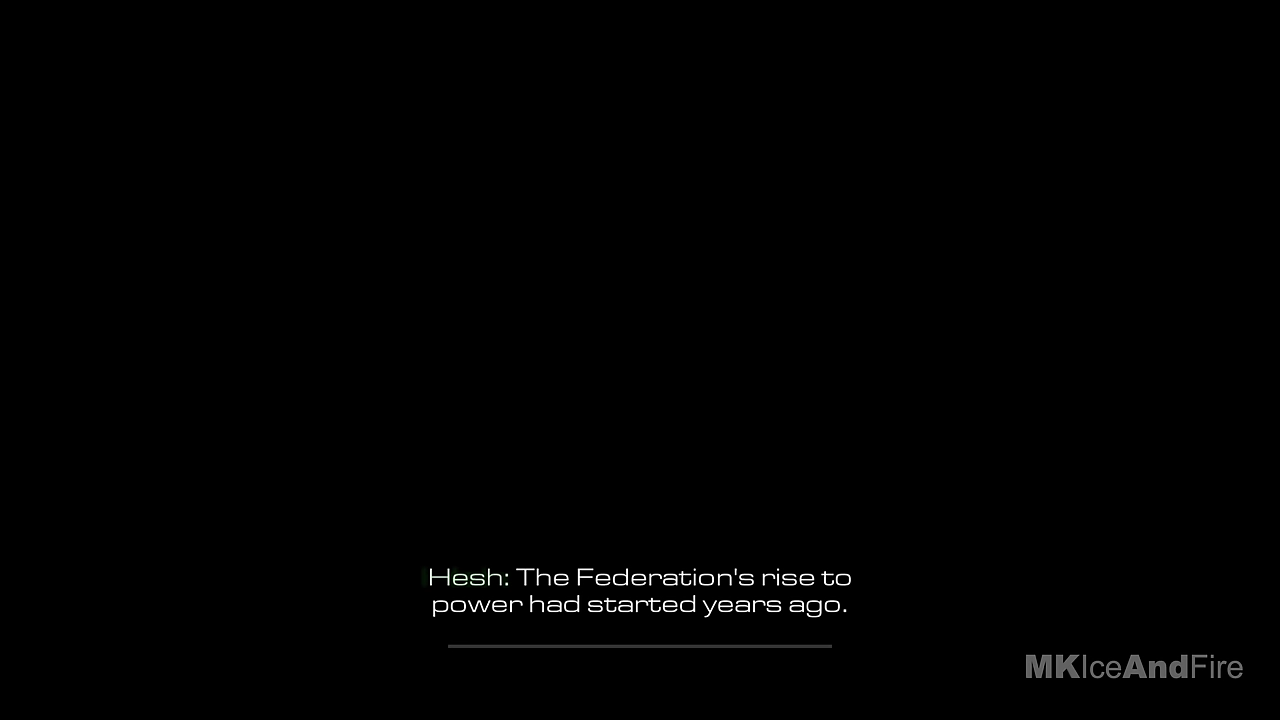 Hesh: The Federation's rise to
power had started years ago.
MKIceAndFire